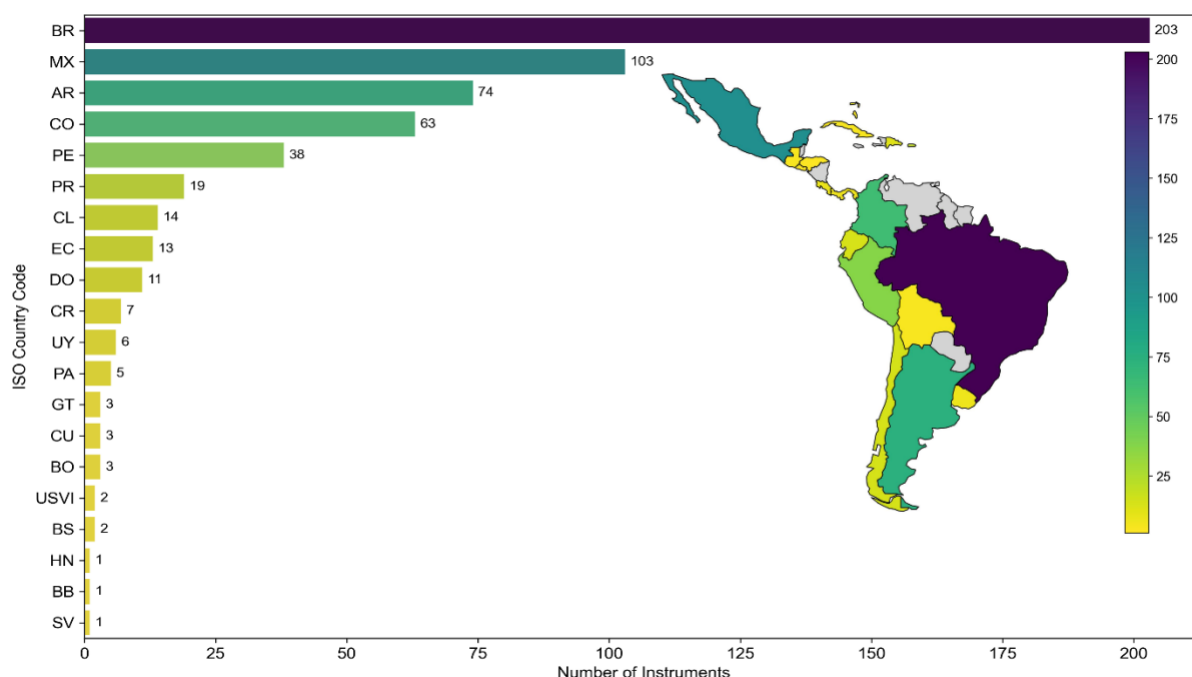 BR 203
MX 103
AR 74
CO 63
PE 38
PR 19
CL 14
EC 13
DO 11
CR 7
UY 6
PA 5
GT 3
CU 3
BO 3
USVI 2
BS 2
HN 1
BB 1
SV 1
ISO Country Code
0 25 50 75 100 125 150 175 200
Number of Instruments
200
175
150
125
100
75
50
25